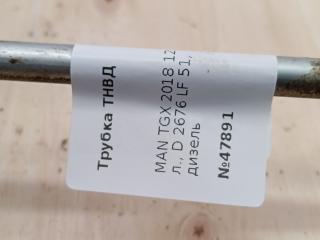 Трубка ТНВД
MAN TGX 2018 12
л., D 2676 LF 51,
дизель
№47891